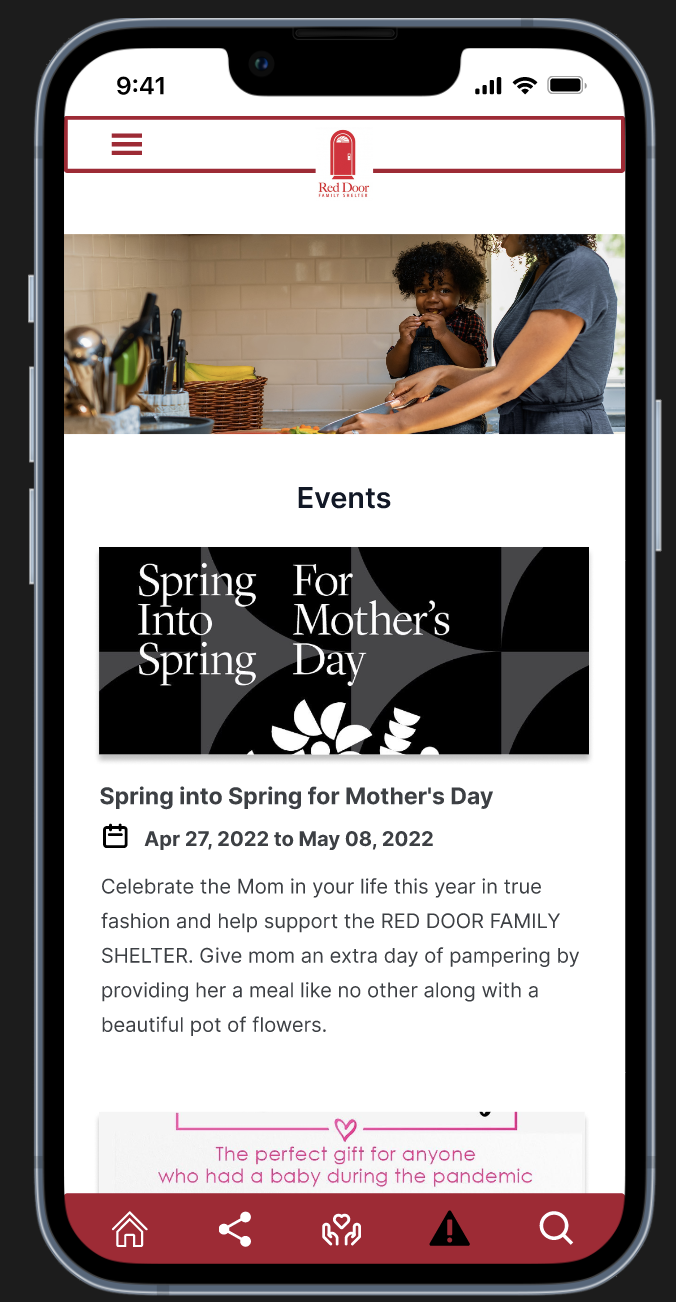 9:41
Red Door
FAMILY SHELTER
Events
Spring For
Into Mother's
Spring Day
Spring into Spring for Mother's Day
Apr 27, 2022 to May 08, 2022
Celebrate the Mom in your life this year in true
fashion and help support the RED DOOR FAMILY
SHELTER. Give mom an extra day of pampering by
providing her a meal like no other along with a
beautiful pot of flowers.
The perfect gift for anyone
who had a baby during the pandemic